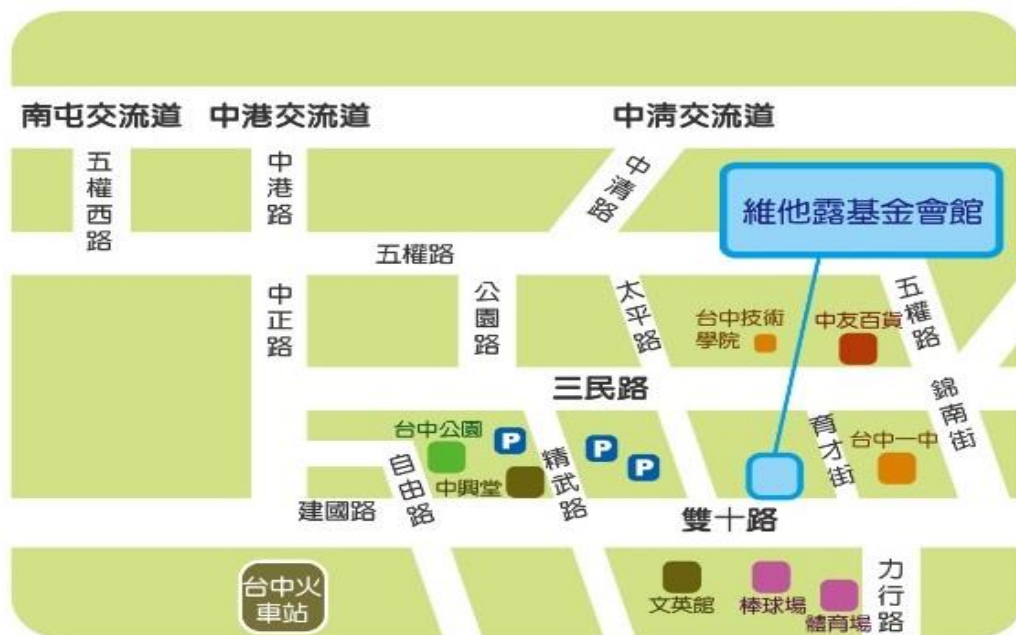 南屯交流道
中港交流道
中清交流道
五權西路
中港路
中清路
維他露基金會館
五權路
中正路
公園路
太平路
台中技術
學院
中友百貨
五權路
三民路
錦南街
台中公園
P
P
P
育才街
台中一中
自由路
中興堂
精武路
建國路
雙十路
台中火
車站
文英館
棒球場
體育場
力行路